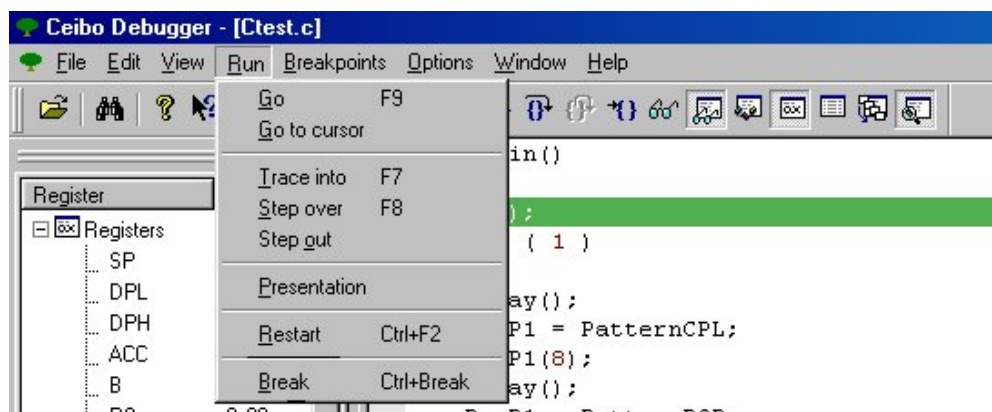 Ceibo Debugger - [Ctest.c]
File Edit View Run Breakpoints Options Window Help
Go F9
Go to cursor
Trace into F7
Step over F8
Step out
Presentation
Restart Ctrl+F2
Break Ctrl+Break
Register
Registers
SP
DPL
DPH
ACC
B
in()
);
( 1 )
ay();
P1 = PatternCPL;
P1(8);
ay();